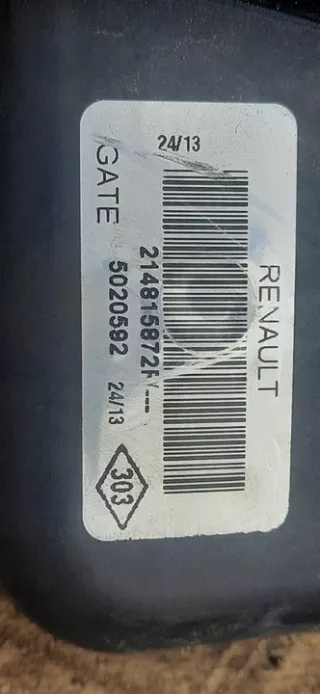 RENAULT
24/13
214815872R---
GATE 5020592 24/13 303